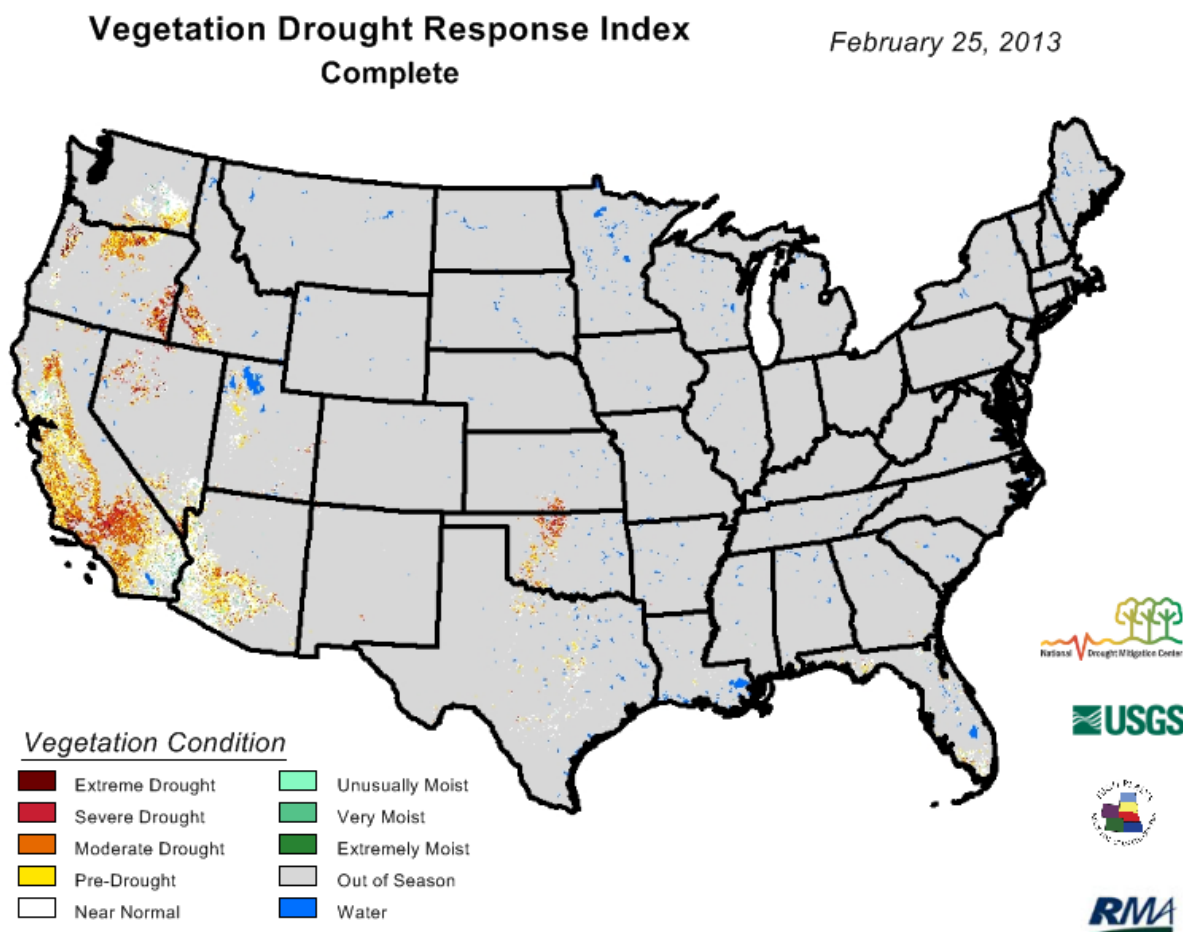 Vegetation Drought Response Index
Complete
February 25, 2013
National Drought Mitigation Center
USGS
RMA
Vegetation Condition
Extreme Drought
Severe Drought
Moderate Drought
Pre-Drought
Near Normal
Unusually Moist
Very Moist
Extremely Moist
Out of Season
Water